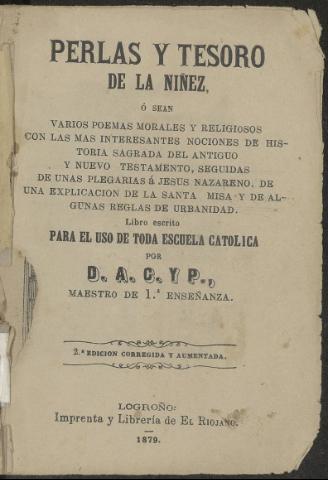 PERLAS Y TESORO
DE LA NIÑEZ,
Ó SEAN
VARIOS POEMAS MORALES Y RELIGIOSOS
CON LAS MAS INTERESANTES NOCIONES DE HIS-
TORIA SAGRADA DEL ANTIGUO
Y NUEVO TESTAMENTO, SEGUIDAS
DE UNAS PLEGARIAS Á JESUS NAZARENO, DE
UNA EXPLICACION DE LA SANTA MISA Y DE AL-
GUNAS REGLAS DE URBANIDAD.
Libro escrito
PARA EL USO DE TODA ESCUELA CATOLICA
POR
D. A. C. Y P.,
MAESTRO DE 1.ª ENSEÑANZA.
2.ª EDICION CORREGIDA Y AUMENTADA.
LOGROÑO:
Imprenta y Librería de EL RIOJANO.
1879.